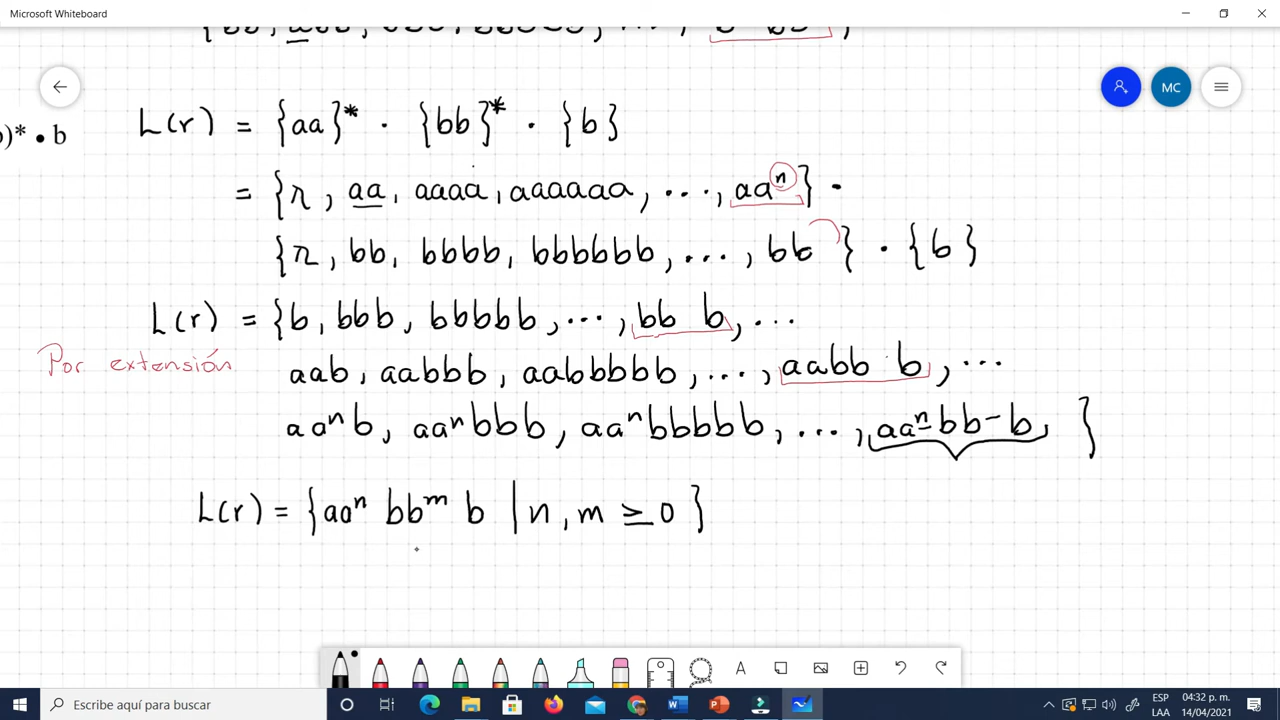 Microsoft Whiteboard
MC
)* • b
L(r) = {aa}* · {bb}* · {b}
= {λ, aa, aaaa, aaaaaa, ..., aaⁿ} ·
{λ, bb, bbbb, bbbbbb, ..., bb } · {b}
L(r) = {b, bbb, bbbbb, ..., bb b, ...
Por extensión
aab, aabbb, aabbbbb, ..., aabb b, ...
aaⁿb, aaⁿbbb, aaⁿbbbbb, ..., aaⁿbb-b, }
L(r) = {aaⁿ bbᵐ b | n, m ≥ 0 }
A
Escribe aquí para buscar
ESP 04:32 p. m.
LAA 14/04/2021